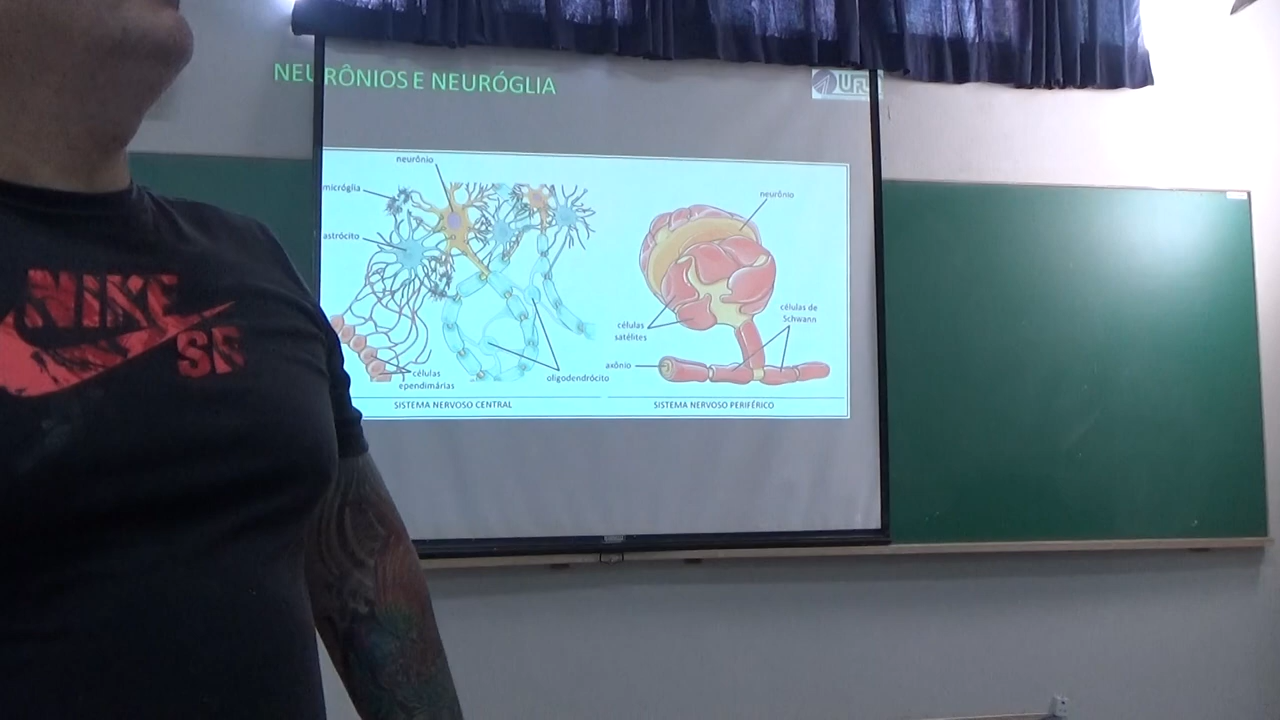 NEURÔNIOS E NEURÓGLIA
neurônio
micróglia
astrócito
células
ependimárias
oligodendrócito
SISTEMA NERVOSO CENTRAL
neurônio
células
satélites
células de
Schwann
axônio
SISTEMA NERVOSO PERIFÉRICO
NIKE
SB